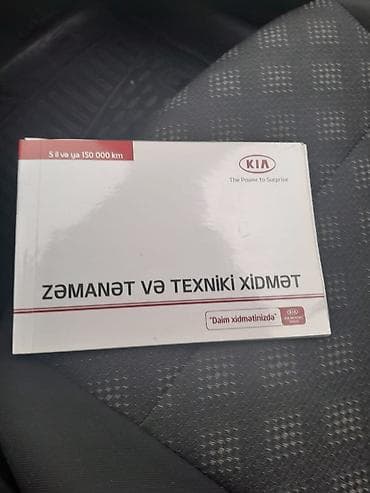 5 il və ya 150 000 km
KIA
The Power to Surprise
ZƏMANƏT VƏ TEXNİKİ XİDMƏT
"Daim xidmətinizdə"
KIA